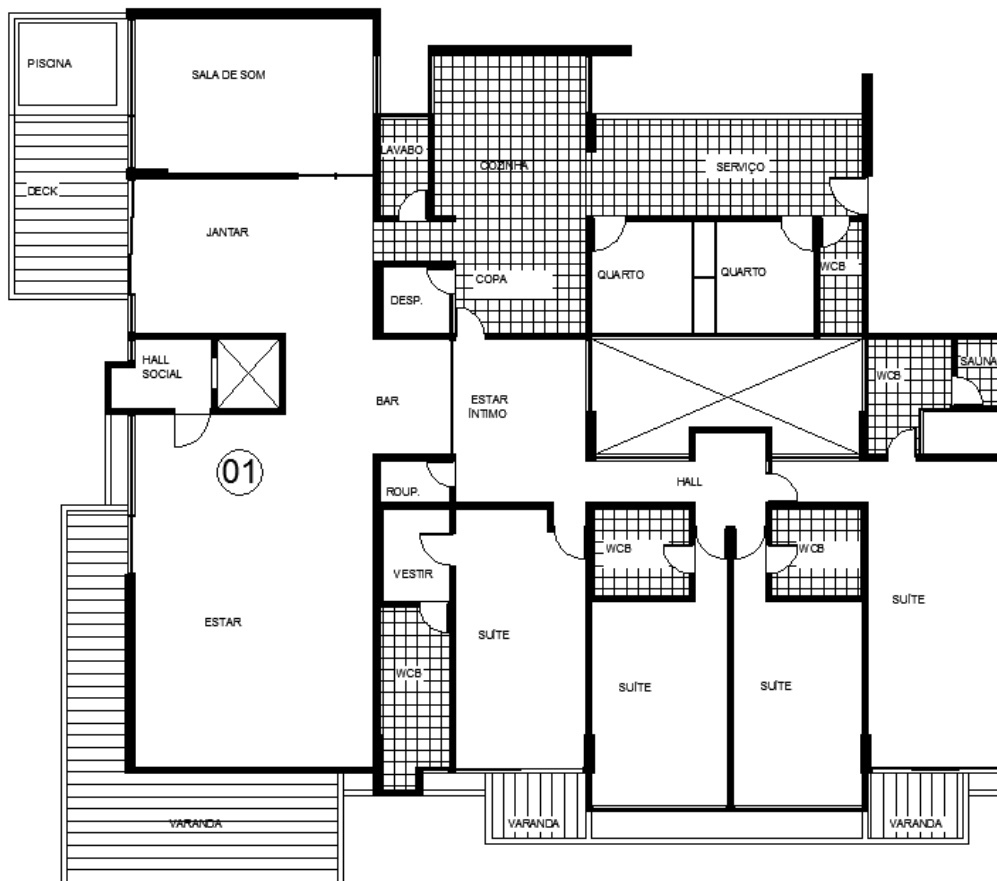 PISCINA
SALA DE SOM
LAVABO
COZINHA
SERVIÇO
DECK
JANTAR
QUARTO
QUARTO
WCB
COPA
DESP.
HALL
SOCIAL
BAR
ESTAR
ÍNTIMO
WCB
SAUNA
01
ROUP.
HALL
VESTIR
WCB
WCB
ESTAR
SUÍTE
SUÍTE
WCB
SUÍTE
SUÍTE
VARANDA
VARANDA
VARANDA